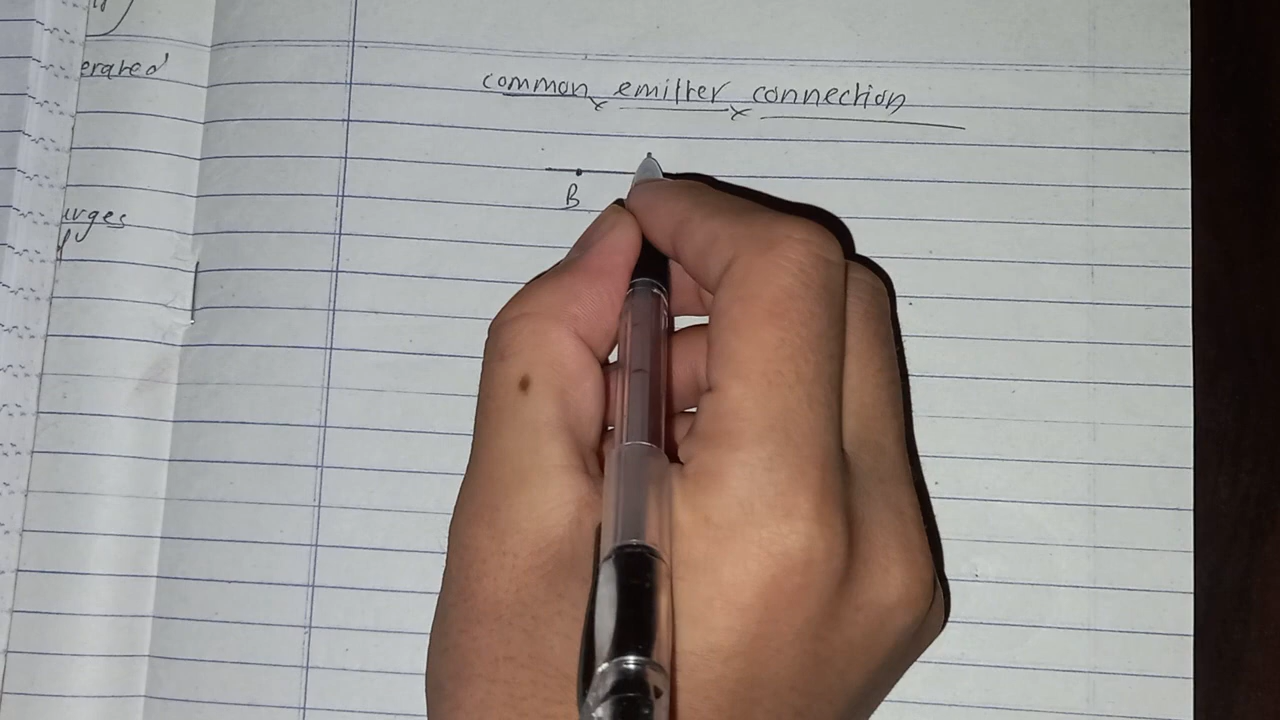 erated
common emitter connection
B
urges